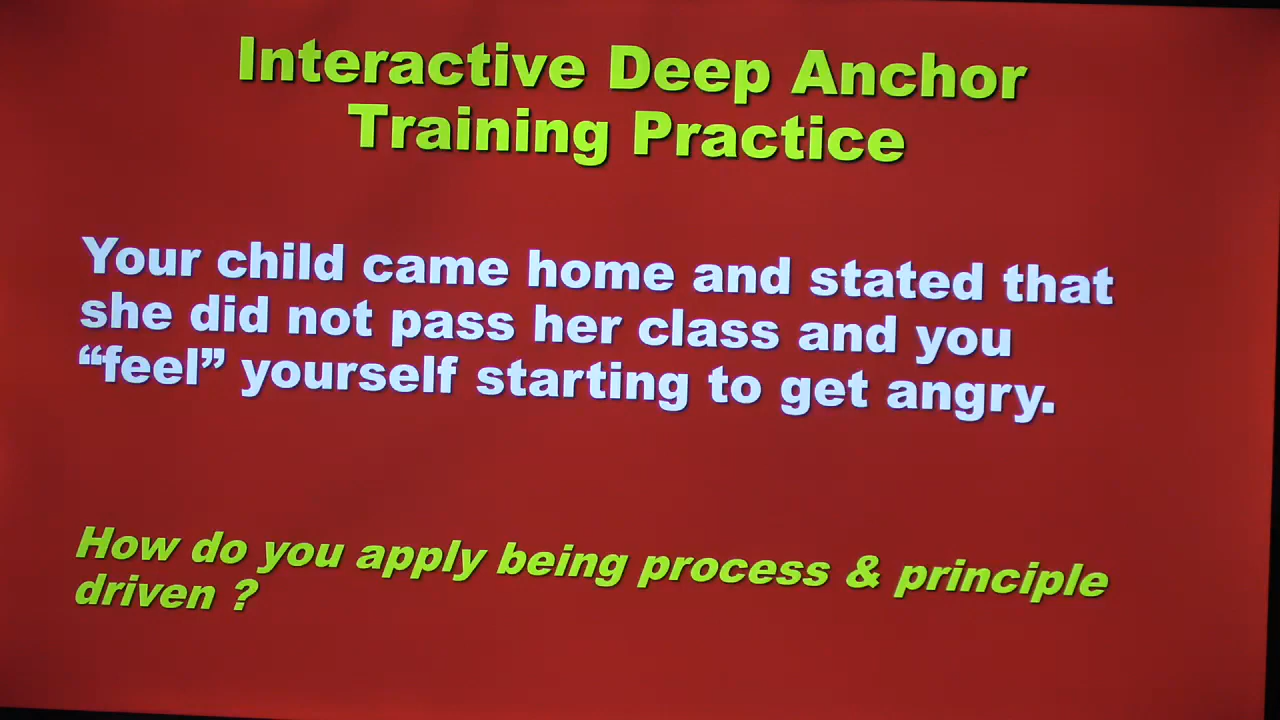 Interactive Deep Anchor
Training Practice
Your child came home and stated that
she did not pass her class and you
“feel” yourself starting to get angry.
How do you apply being process & principle
driven ?